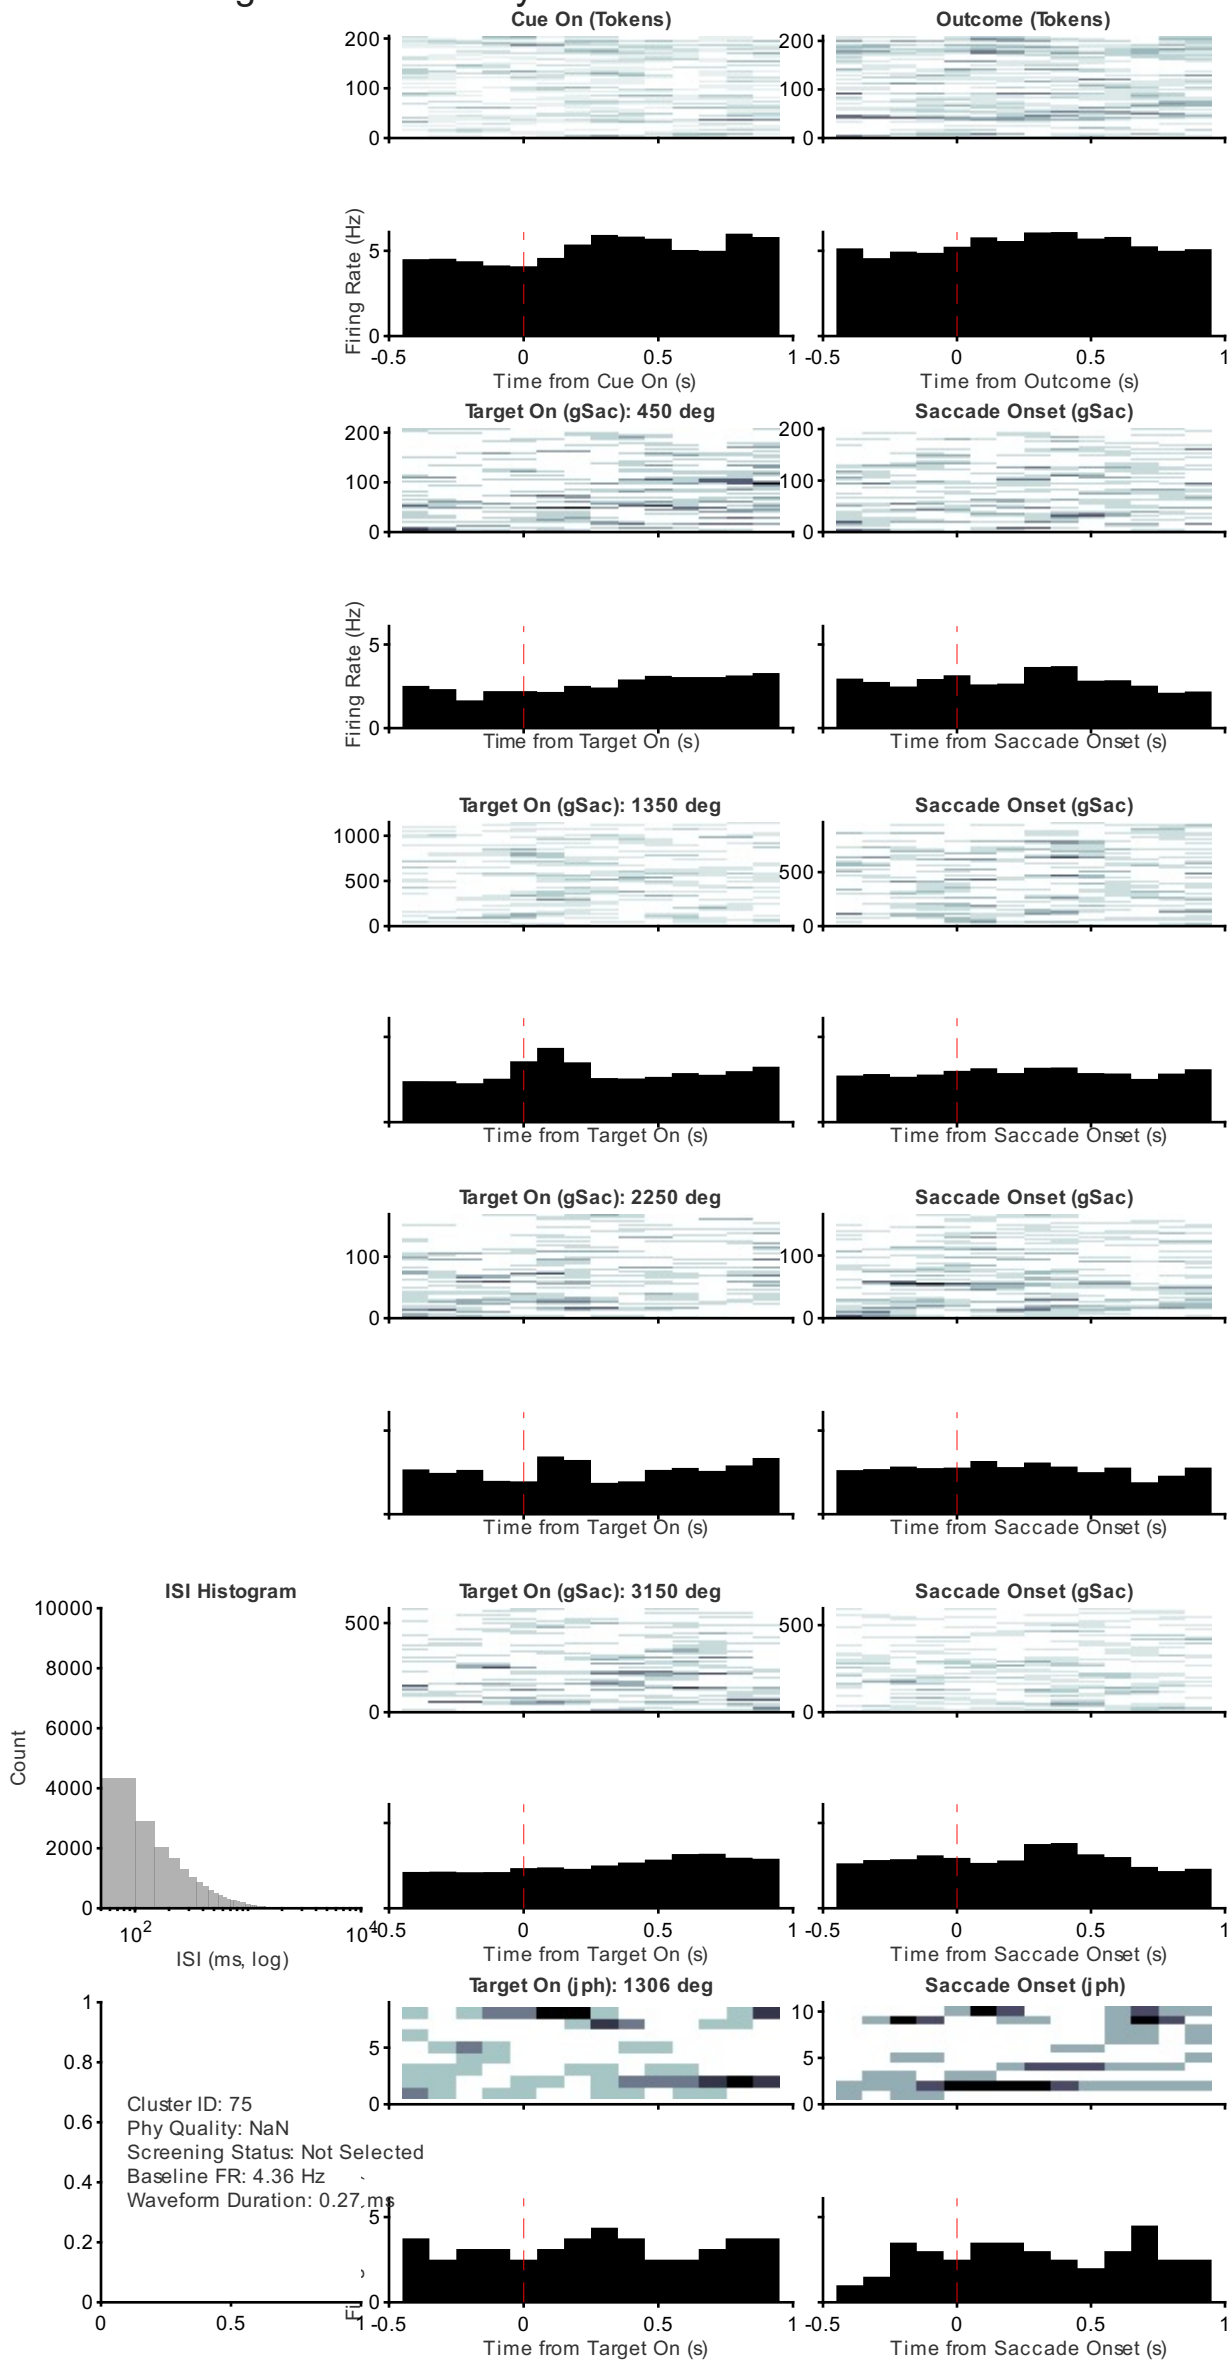 Cue On (Tokens)
Outcome (Tokens)
200
100
0
200
100
0
Firing Rate (Hz)
5
0
-0.5 0 0.5 1
-0.5 0 0.5 1
Time from Cue On (s)
Time from Outcome (s)
Target On (gSac): 450 deg
Saccade Onset (gSac)
200
100
0
200
100
0
Firing Rate (Hz)
5
0
Time from Target On (s)
Time from Saccade Onset (s)
Target On (gSac): 1350 deg
Saccade Onset (gSac)
1000
500
0
500
0
Time from Target On (s)
Time from Saccade Onset (s)
Target On (gSac): 2250 deg
Saccade Onset (gSac)
100
0
100
0
Time from Target On (s)
Time from Saccade Onset (s)
ISI Histogram
Target On (gSac): 3150 deg
Saccade Onset (gSac)
10000
8000
6000
4000
2000
0
Count
10^2 10^4
ISI (ms, log)
500
0
500
0
-0.5 0 0.5 1
-0.5 0 0.5 1
Time from Target On (s)
Time from Saccade Onset (s)
Target On (jph): 1306 deg
Saccade Onset (jph)
1
0.8
0.6
0.4
0.2
0
0 0.5 1
Cluster ID: 75
Phy Quality: NaN
Screening Status: Not Selected
Baseline FR: 4.36 Hz
Waveform Duration: 0.27 ms
5
0
10
5
0
5
0
-0.5 0 0.5 1
-0.5 0 0.5 1
Time from Target On (s)
Time from Saccade Onset (s)